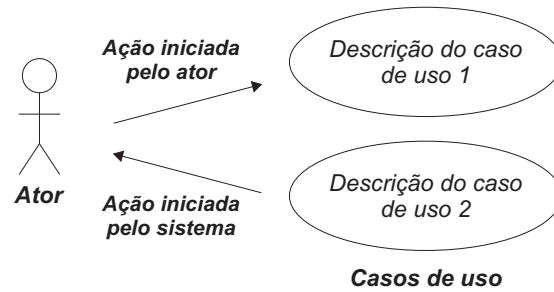 Ação iniciada
pelo ator
Descrição do caso
de uso 1
Ator
Ação iniciada
pelo sistema
Descrição do caso
de uso 2
Casos de uso